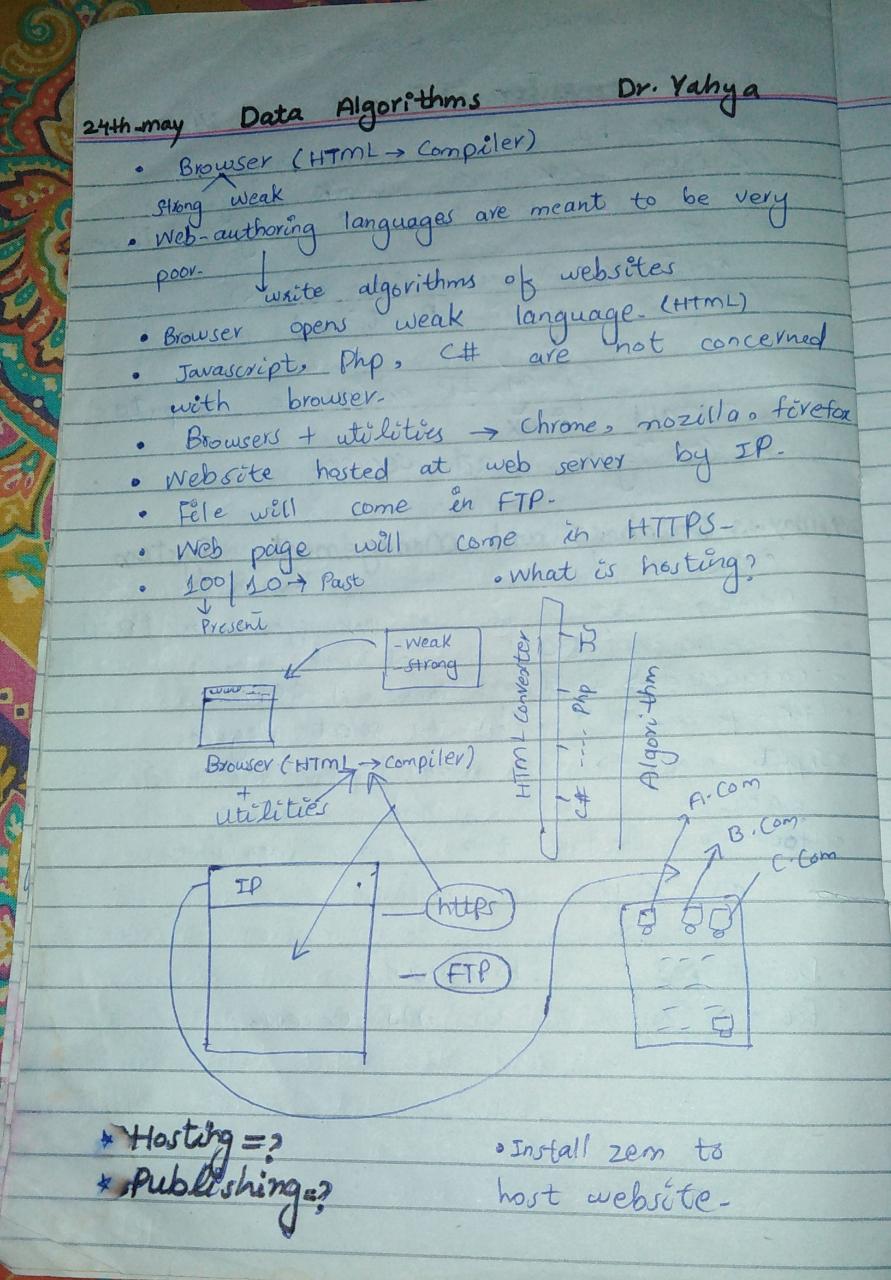 24th-may Data Algorithms Dr. Yahya
• Browser (HTML → Compiler)
strong weak
• Web-authoring languages are meant to be very
poor.
write algorithms of websites
• Browser opens weak language. (HTML)
• Javascript, Php, C# are not concerned
with browser.
• Browsers + utilities → Chrome, mozilla, firefox
• Website hosted at web server by IP.
• File will come in FTP.
• Web page will come in HTTPS-
• 100 | 10 → Past • What is hosting?
↓
Present
- Weak
- strong
www
Browser (HTML → Compiler)
+
utilities
HTML Converter
C# .... Php JS
Algorithm
A.Com
B.Com
C.Com
IP
https
FTP
* Hosting = ?
* Publishing = ?
• Install zem to
host website-